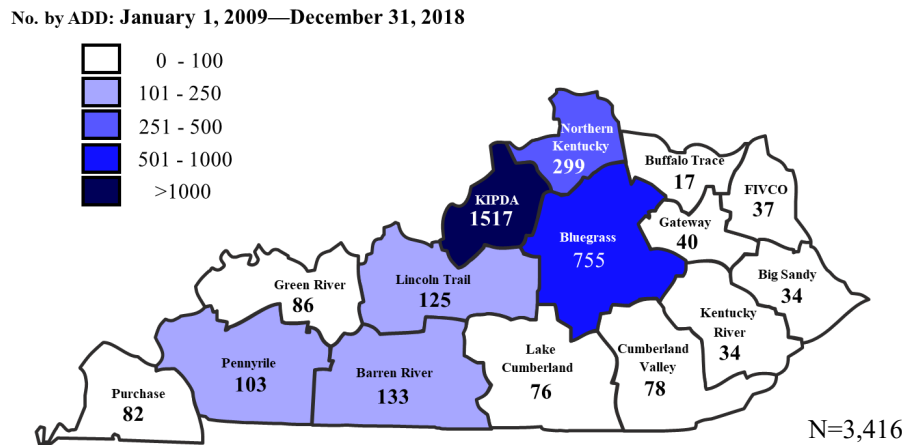 No. by ADD: January 1, 2009—December 31, 2018
0 - 100
101 - 250
251 - 500
501 - 1000
>1000
Northern
Kentucky
299
Buffalo Trace
17
FIVCO
37
KIPDA
1517
Gateway
40
Bluegrass
755
Big Sandy
34
Green River
86
Lincoln Trail
125
Kentucky
River
34
Pennyrile
103
Barren River
133
Lake
Cumberland
76
Cumberland
Valley
78
Purchase
82
N=3,416